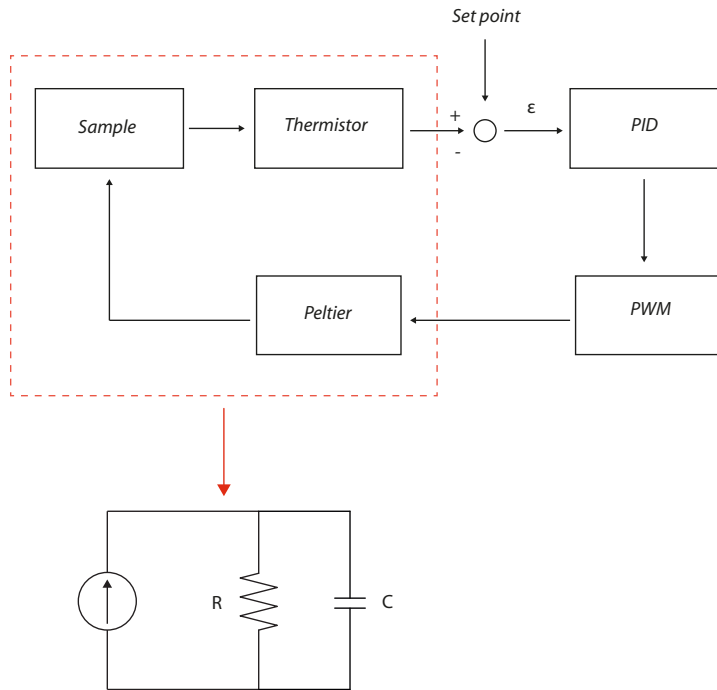 Set point
Sample
Thermistor
+
-
ε
PID
Peltier
PWM
R
C